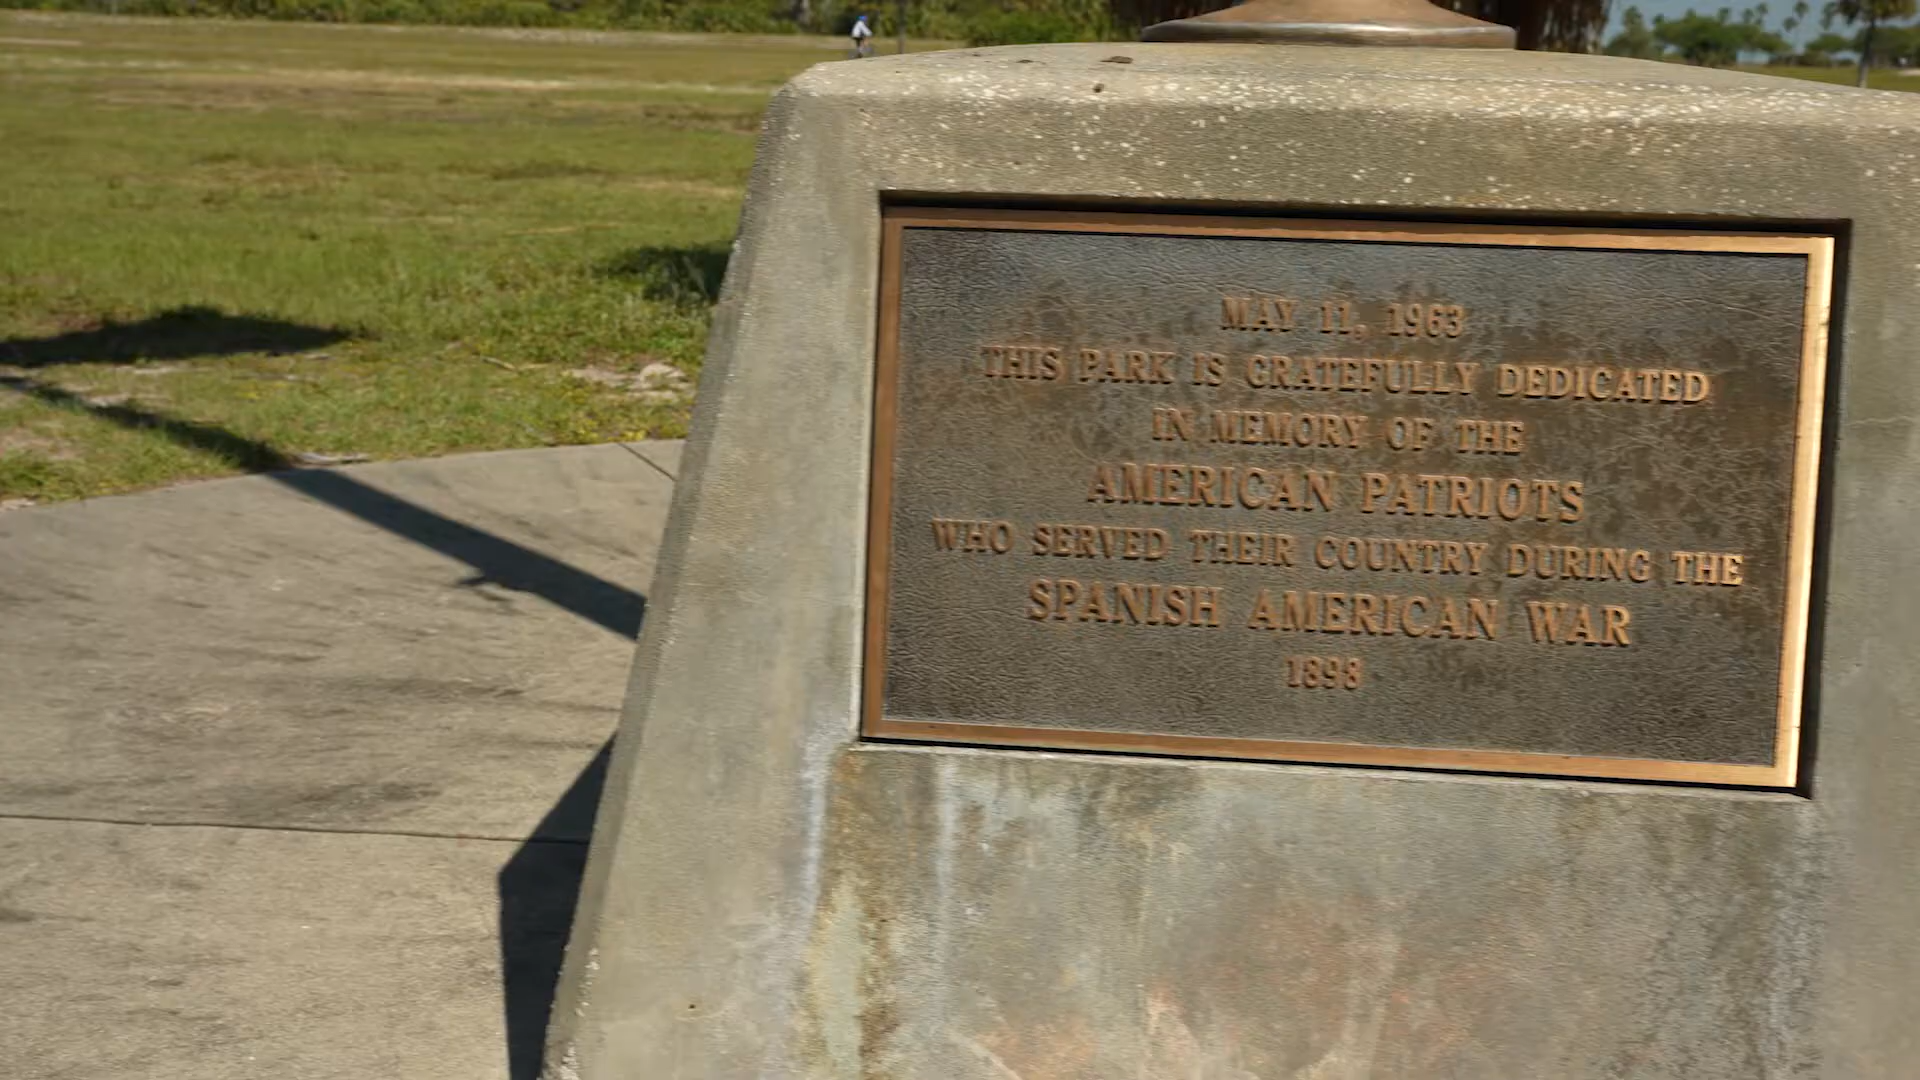 MAY 11, 1963
THIS PARK IS GRATEFULLY DEDICATED
IN MEMORY OF THE
AMERICAN PATRIOTS
WHO SERVED THEIR COUNTRY DURING THE
SPANISH AMERICAN WAR
1898